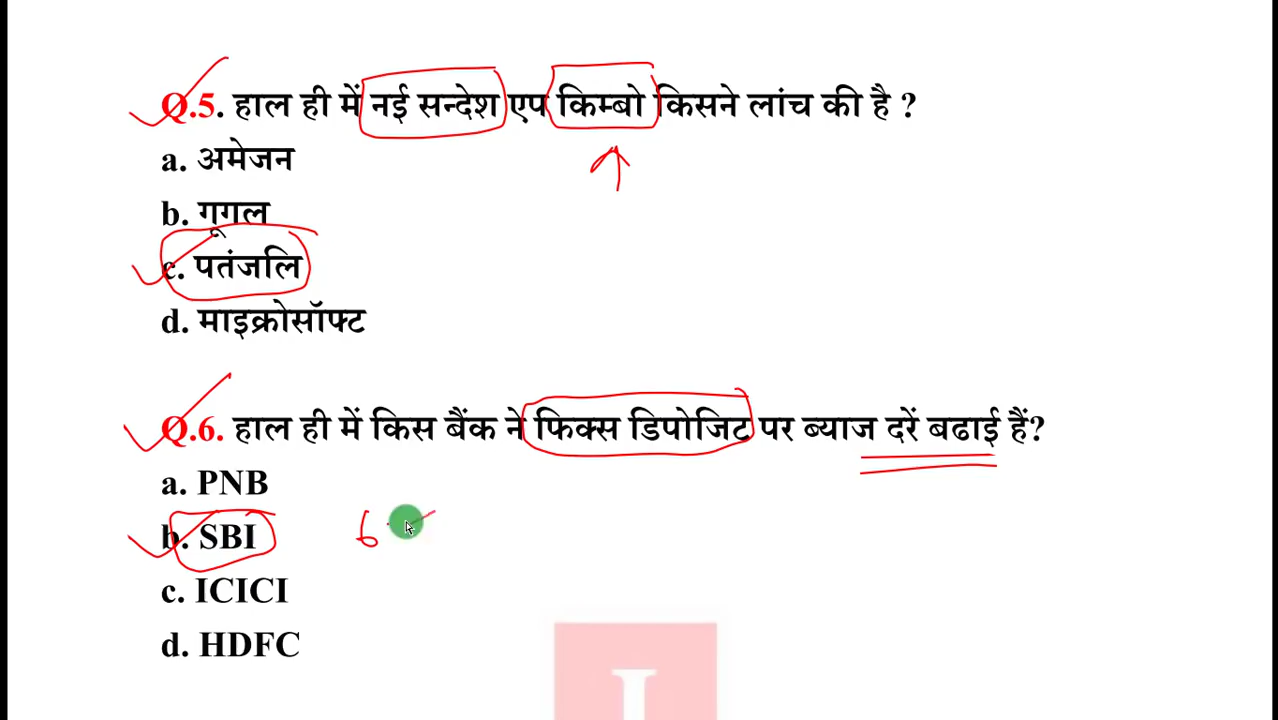 Q.5. हाल ही में नई सन्देश एप किम्बो किसने लांच की है ?
a. अमेजन
b. गूगल
c. पतंजलि
d. माइक्रोसॉफ्ट
Q.6. हाल ही में किस बैंक ने फिक्स डिपोजिट पर ब्याज दरें बढाई हैं?
a. PNB
b. SBI
6
c. ICICI
d. HDFC